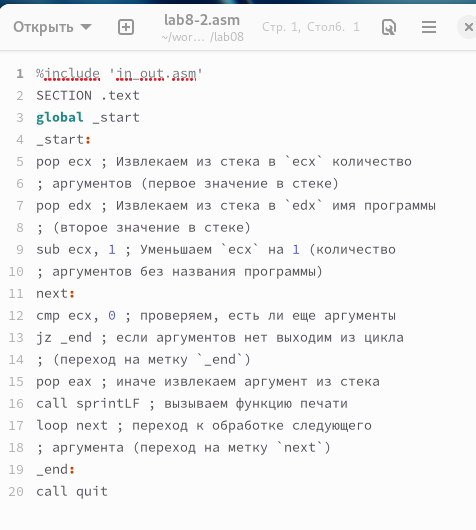 Открыть
lab8-2.asm
~/wor… /lab08
Стр. 1, Столб. 1
1 %include 'in_out.asm'
2 SECTION .text
3 global _start
4 _start:
5 pop ecx ; Извлекаем из стека в `ecx` количество
6 ; аргументов (первое значение в стеке)
7 pop edx ; Извлекаем из стека в `edx` имя программы
8 ; (второе значение в стеке)
9 sub ecx, 1 ; Уменьшаем `ecx` на 1 (количество
10 ; аргументов без названия программы)
11 next:
12 cmp ecx, 0 ; проверяем, есть ли еще аргументы
13 jz _end ; если аргументов нет выходим из цикла
14 ; (переход на метку `_end`)
15 pop eax ; иначе извлекаем аргумент из стека
16 call sprintLF ; вызываем функцию печати
17 loop next ; переход к обработке следующего
18 ; аргумента (переход на метку `next`)
19 _end:
20 call quit